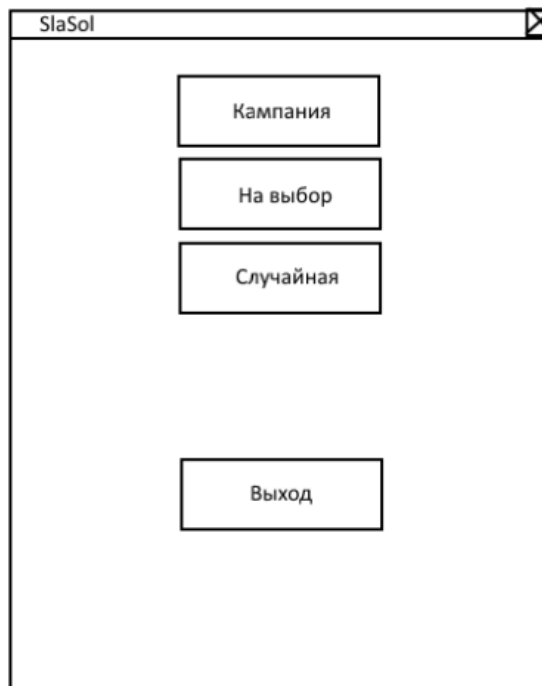 SlaSol
Кампания
На выбор
Случайная
Выход